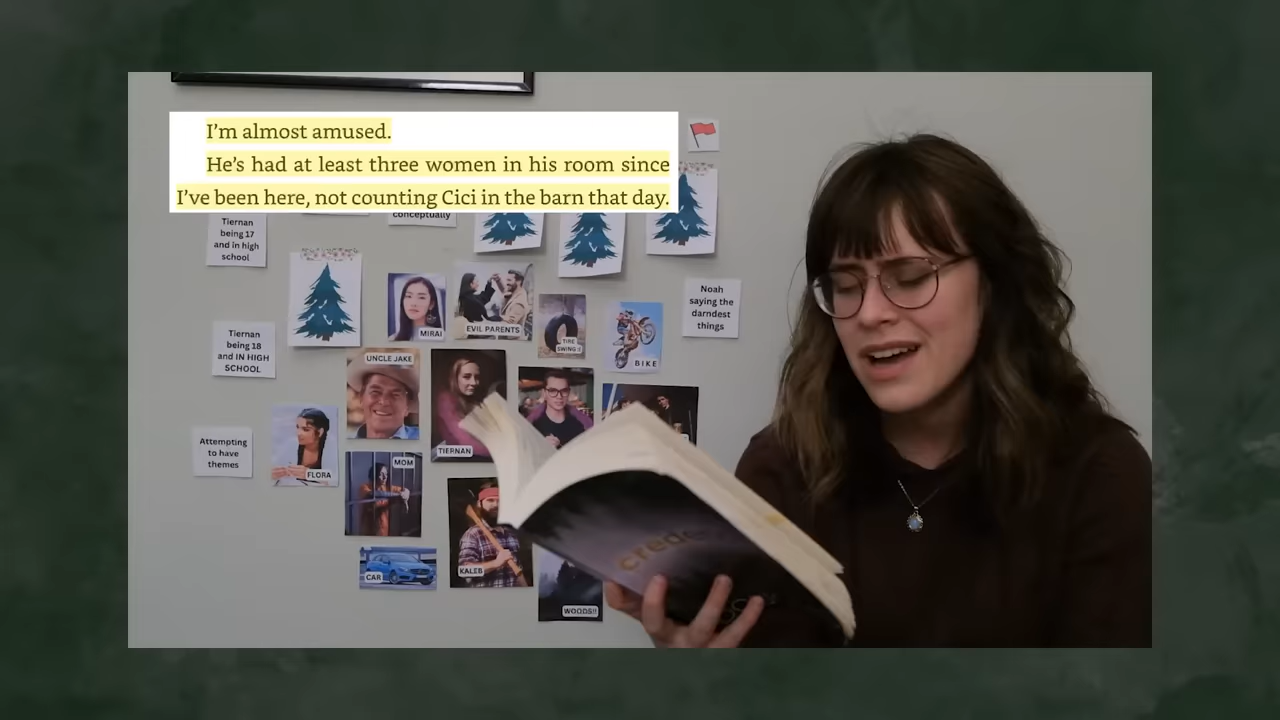 I'm almost amused.
He's had at least three women in his room since
I've been here, not counting Cici in the barn that day.
conceptually
Tiernan
being 17
and in high
school
Noah
saying the
darndest
things
MIRAI
EVIL PARENTS
TIRE
SWING!!
BIKE
Tiernan
being 18
and IN HIGH
SCHOOL
UNCLE JAKE
TIERNAN
Attempting
to have
themes
FLORA
MOM
KALEB
CAR
WOODS!!
crede